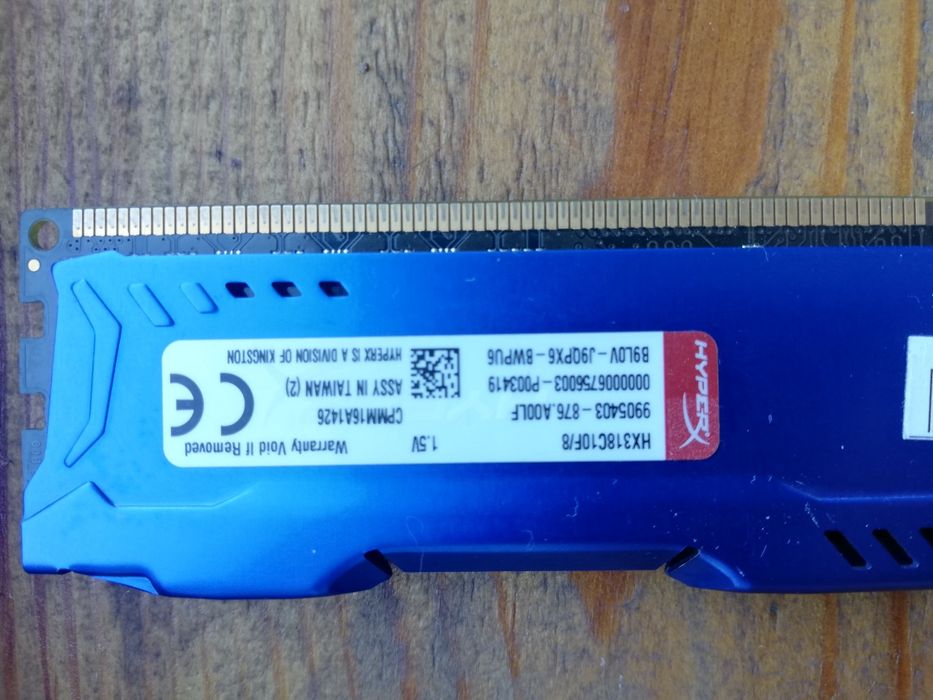 HYPERX
HX318C10F/8
1.5V
Warranty Void If Removed
9905403-876.A00LF
CPMM16A1426
0000006756003-P003419
ASSY IN TAIWAN (2)
B9L0V-J9QPX6-BWPU6
HYPERX IS A DIVISION OF KINGSTON
CE